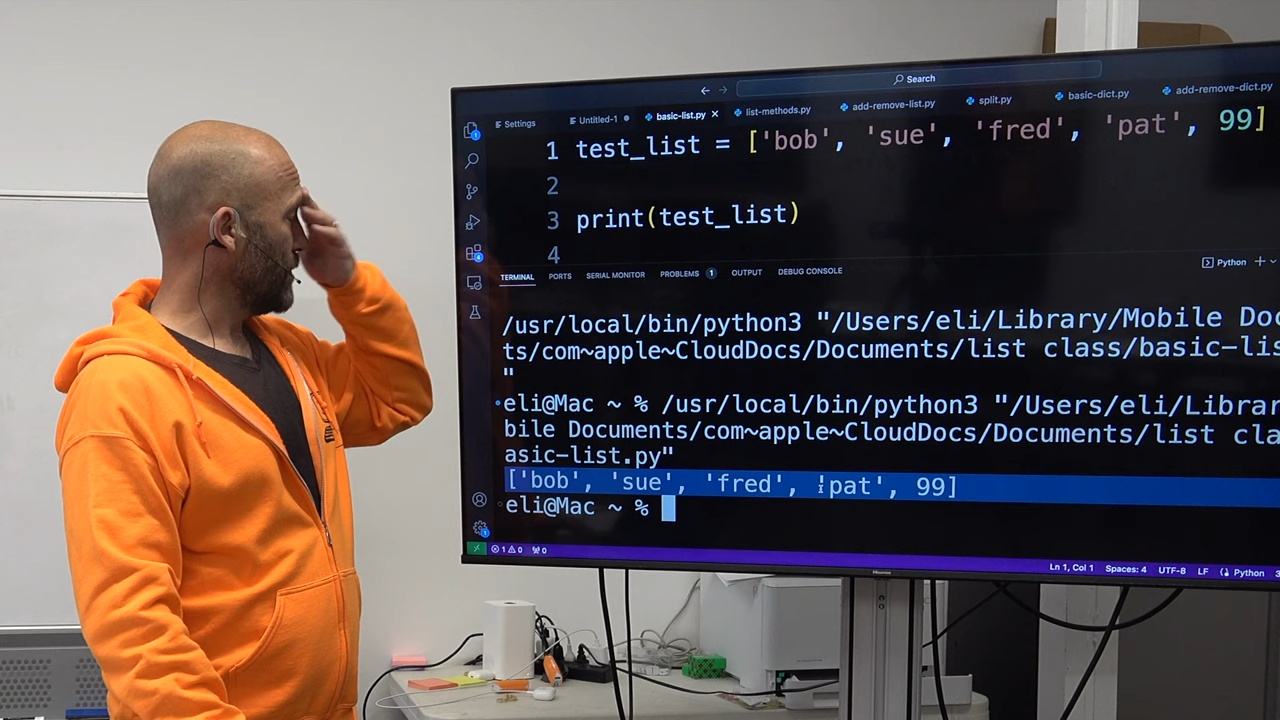 Search
Settings
Untitled-1
basic-list.py
list-methods.py
add-remove-list.py
split.py
basic-dict.py
add-remove-dict.py
1 test_list = ['bob', 'sue', 'fred', 'pat', 99]
2
3 print(test_list)
4
TERMINAL PORTS SERIAL MONITOR PROBLEMS 1 OUTPUT DEBUG CONSOLE
Python
/usr/local/bin/python3 "/Users/eli/Library/Mobile Doc
ts/com~apple~CloudDocs/Documents/list class/basic-lis
"
eli@Mac ~ % /usr/local/bin/python3 "/Users/eli/Librar
bile Documents/com~apple~CloudDocs/Documents/list cla
asic-list.py"
['bob', 'sue', 'fred', 'pat', 99]
eli@Mac ~ %
1 0 0
Ln 1, Col 1 Spaces: 4 UTF-8 LF Python
Hisense